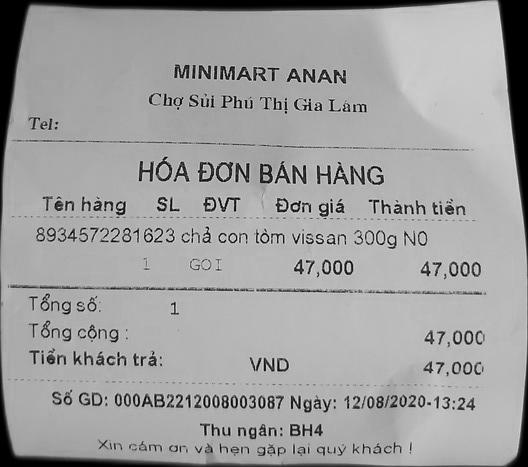 MINIMART ANAN
Chợ Sủi Phú Thị Gia Lâm
Tel:
HÓA ĐƠN BÁN HÀNG
Tên hàng SL ĐVT Đơn giá Thành tiền
8934572281623 chả con tôm vissan 300g N0
1 GOI 47,000 47,000
Tổng số: 1
Tổng cộng : 47,000
Tiền khách trả: VND 47,000
Số GD: 000AB2212008003087 Ngày: 12/08/2020-13:24
Thu ngân: BH4
Xin cảm ơn và hẹn gặp lại quý khách !